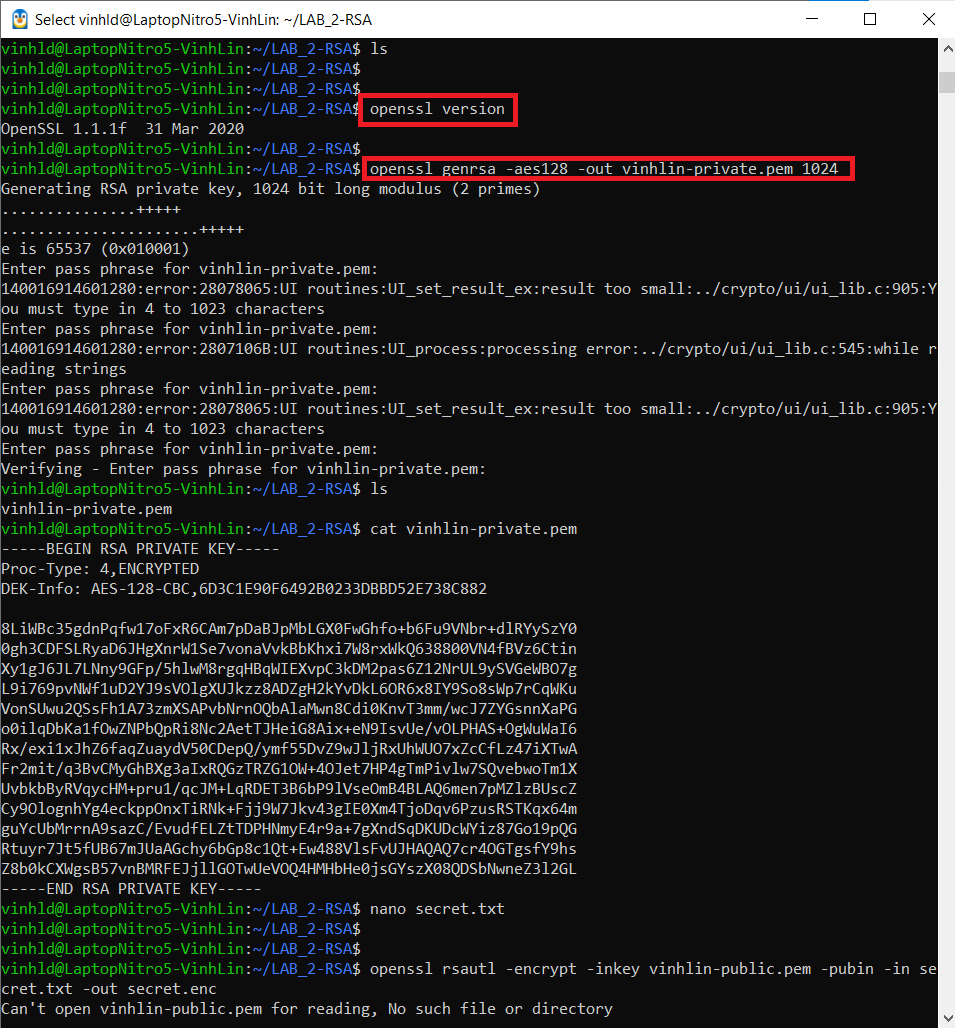 Select vinhld@LaptopNitro5-VinhLin: ~/LAB_2-RSA
vinhld@LaptopNitro5-VinhLin:~/LAB_2-RSA$ ls
vinhld@LaptopNitro5-VinhLin:~/LAB_2-RSA$
vinhld@LaptopNitro5-VinhLin:~/LAB_2-RSA$
vinhld@LaptopNitro5-VinhLin:~/LAB_2-RSA$ openssl version
OpenSSL 1.1.1f  31 Mar 2020
vinhld@LaptopNitro5-VinhLin:~/LAB_2-RSA$
vinhld@LaptopNitro5-VinhLin:~/LAB_2-RSA$ openssl genrsa -aes128 -out vinhlin-private.pem 1024
Generating RSA private key, 1024 bit long modulus (2 primes)
...............+++++
......................+++++
e is 65537 (0x010001)
Enter pass phrase for vinhlin-private.pem:
140016914601280:error:28078065:UI routines:UI_set_result_ex:result too small:../crypto/ui/ui_lib.c:905:Y
ou must type in 4 to 1023 characters
Enter pass phrase for vinhlin-private.pem:
140016914601280:error:2807106B:UI routines:UI_process:processing error:../crypto/ui/ui_lib.c:545:while r
eading strings
Enter pass phrase for vinhlin-private.pem:
140016914601280:error:28078065:UI routines:UI_set_result_ex:result too small:../crypto/ui/ui_lib.c:905:Y
ou must type in 4 to 1023 characters
Enter pass phrase for vinhlin-private.pem:
Verifying - Enter pass phrase for vinhlin-private.pem:
vinhld@LaptopNitro5-VinhLin:~/LAB_2-RSA$ ls
vinhlin-private.pem
vinhld@LaptopNitro5-VinhLin:~/LAB_2-RSA$ cat vinhlin-private.pem
-----BEGIN RSA PRIVATE KEY-----
Proc-Type: 4,ENCRYPTED
DEK-Info: AES-128-CBC,6D3C1E90F6492B0233DBBD52E738C882

8LiWBc35gdnPqfw17oFxR6CAm7pDaBJpMbLGX0FwGhfo+b6Fu9VNbr+dlRYySzY0
0gh3CDFSLRyaD6JHgXnrW1Se7vonaVvkBbKhxi7W8rxWkQ638800VN4fBVz6Ctin
Xy1gJ6JL7LNny9GFp/5hlwM8rgqHBqWIEXvpC3kDM2pas6Z12NrUL9ySVGeWBO7g
L9i769pvNWf1uD2YJ9sVOlgXUJkzz8ADZgH2kYvDkL6OR6x8IY9So8sWp7rCqWKu
VonSUwu2QSsFh1A73zmXSAPvbNrnOQbAlaMwn8Cdi0KnvT3mm/wcJ7ZYGsnnXaPG
o0ilqDbKa1fOwZNPbQpRi8Nc2AetTJHeiG8Aix+eN9IsvUe/vOLPHAS+OgWuWaI6
Rx/exi1xJhZ6faqZuaydV50CDepQ/ymf55DvZ9wJljRxUhWUO7xZcCfLz47iXTwA
Fr2mit/q3BvCMyGhBXg3aIxRQGzTRZG1OW+4OJet7HP4gTmPivlw7SQvebwoTm1X
UvbkbByRVqycHM+pru1/qcJM+LqRDET3B6bP9lVseOmB4BLAQ6men7pMZlzBUscZ
Cy9OlognhYg4eckppOnxTiRNk+Fjj9W7Jkv43gIE0Xm4TjoDqv6PzusRSTKqx64m
guYcUbMrrnA9sazC/EvudfELZtTDPHNmyE4r9a+7gXndSqDKUDcWYiz87Go19pQG
Rtuyr7Jt5fUB67mJUaAGchy6bGp8c1Qt+Ew488VlsFvUJHAQAQ7cr4OGTgsfY9hs
Z8b0kCXWgsB57vnBMRFEJjllGOTwUeVOQ4HMHbHe0jsGYszX08QDSbNwneZ3l2GL
-----END RSA PRIVATE KEY-----
vinhld@LaptopNitro5-VinhLin:~/LAB_2-RSA$ nano secret.txt
vinhld@LaptopNitro5-VinhLin:~/LAB_2-RSA$
vinhld@LaptopNitro5-VinhLin:~/LAB_2-RSA$
vinhld@LaptopNitro5-VinhLin:~/LAB_2-RSA$ openssl rsautl -encrypt -inkey vinhlin-public.pem -pubin -in se
cret.txt -out secret.enc
Can't open vinhlin-public.pem for reading, No such file or directory